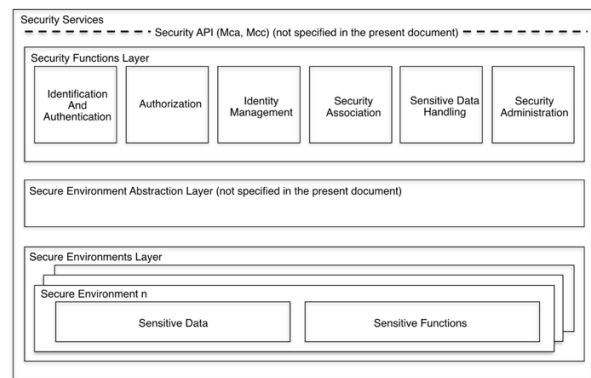 Security Services
Security API (Mca, Mcc) (not specified in the present document)
Security Functions Layer
Identification
And
Authentication
Authorization
Identity
Management
Security
Association
Sensitive Data
Handling
Security
Administration
Secure Environment Abstraction Layer (not specified in the present document)
Secure Environments Layer
Secure Environment n
Sensitive Data
Sensitive Functions